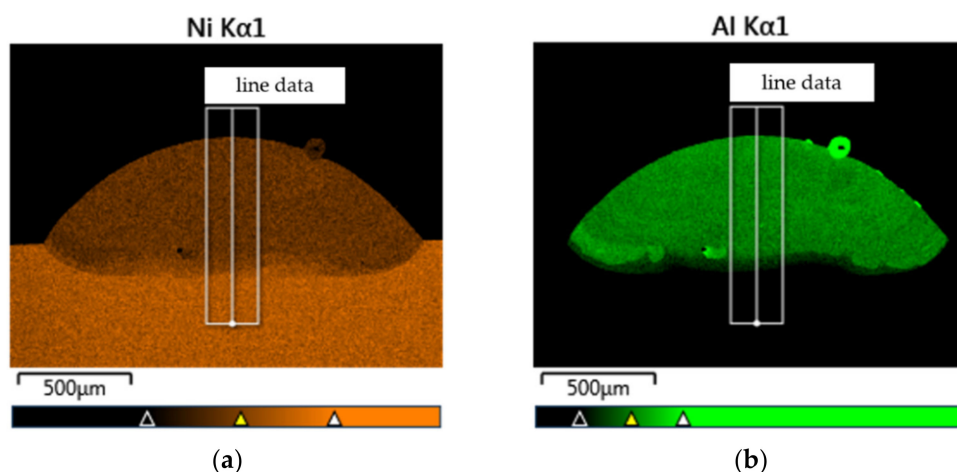 Ni Kα1
Al Kα1
line data
line data
500μm
500μm
(a)
(b)